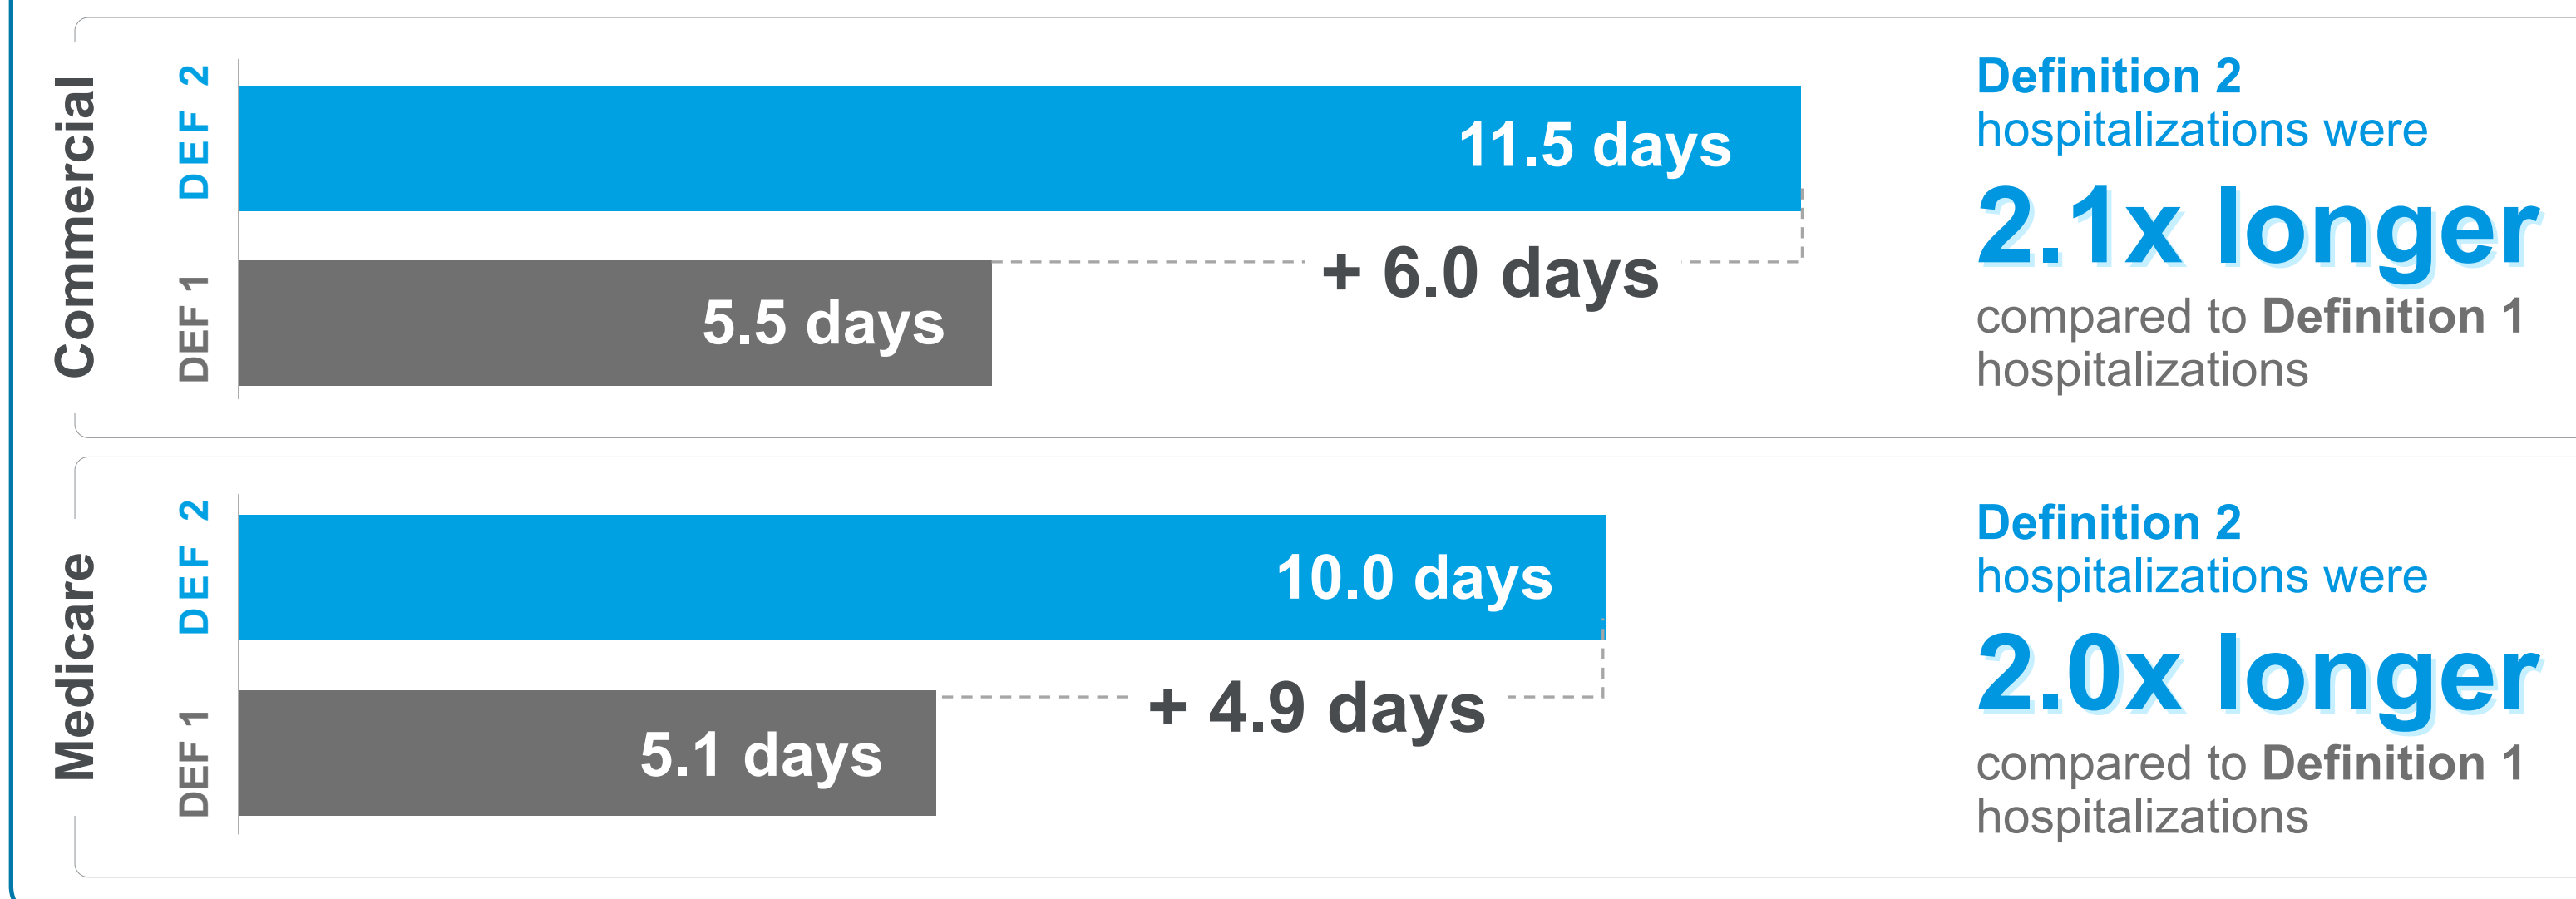 Commercial
DEF 2
11.5 days
DEF 1
5.5 days
+ 6.0 days
Definition 2
hospitalizations were
2.1x longer
compared to Definition 1
hospitalizations
Medicare
DEF 2
10.0 days
DEF 1
5.1 days
+ 4.9 days
Definition 2
hospitalizations were
2.0x longer
compared to Definition 1
hospitalizations